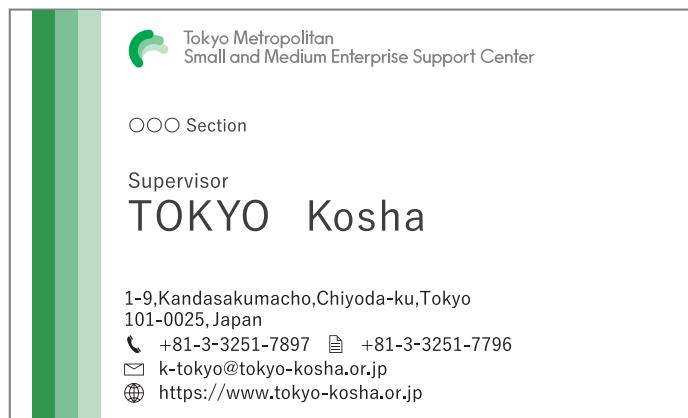 Tokyo Metropolitan
Small and Medium Enterprise Support Center
○○○ Section
Supervisor
TOKYO Kosha
1-9,Kandasakumacho,Chiyoda-ku,Tokyo
101-0025, Japan
+81-3-3251-7897 +81-3-3251-7796
k-tokyo@tokyo-kosha.or.jp
https://www.tokyo-kosha.or.jp